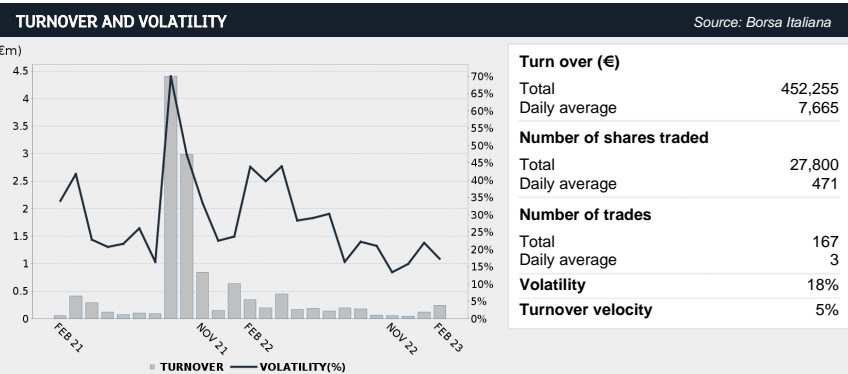 TURNOVER AND VOLATILITY
Source: Borsa Italiana
€m)
4.5
4
3.5
3
2.5
2
1.5
1
0.5
0
70%
65%
60%
55%
50%
45%
40%
35%
30%
25%
20%
15%
10%
5%
0%
FEB 21
NOV 21
FEB 22
NOV 22
FEB 23
TURNOVER
VOLATILITY(%)
Turn over (€)
Total 452,255
Daily average 7,665
Number of shares traded
Total 27,800
Daily average 471
Number of trades
Total 167
Daily average 3
Volatility 18%
Turnover velocity 5%